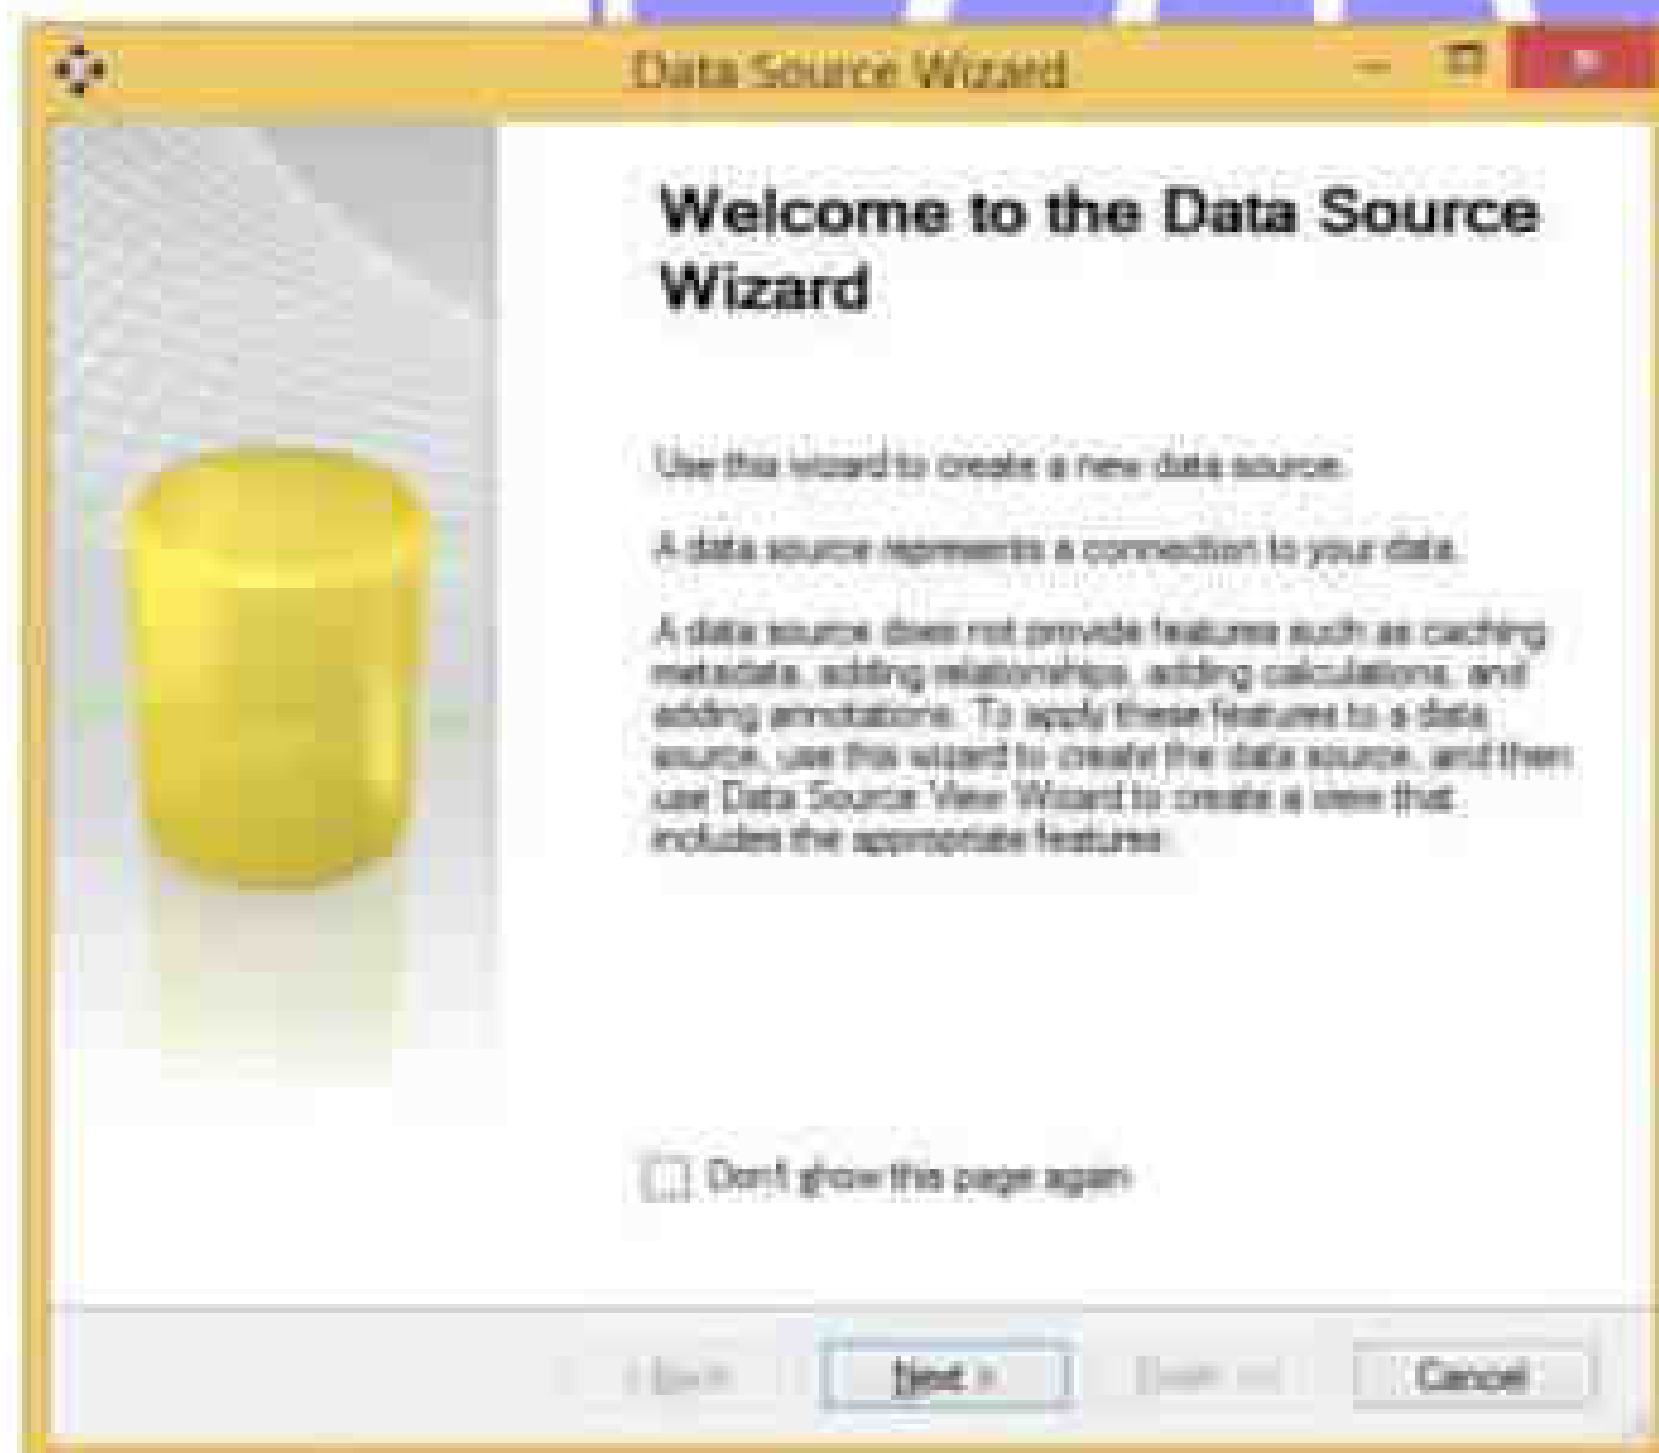 Data Source Wizard
Welcome to the Data Source
Wizard
Use this wizard to create a new data source.
A data source represents a connection to your data.
A data source does not provide features such as caching
metadata, adding relationships, adding calculations, and
adding annotations. To apply these features to a data
source, use this wizard to create the data source, and then
use Data Source View Wizard to create a view that
includes the appropriate features.
Don't show this page again
< Back Next > Cancel